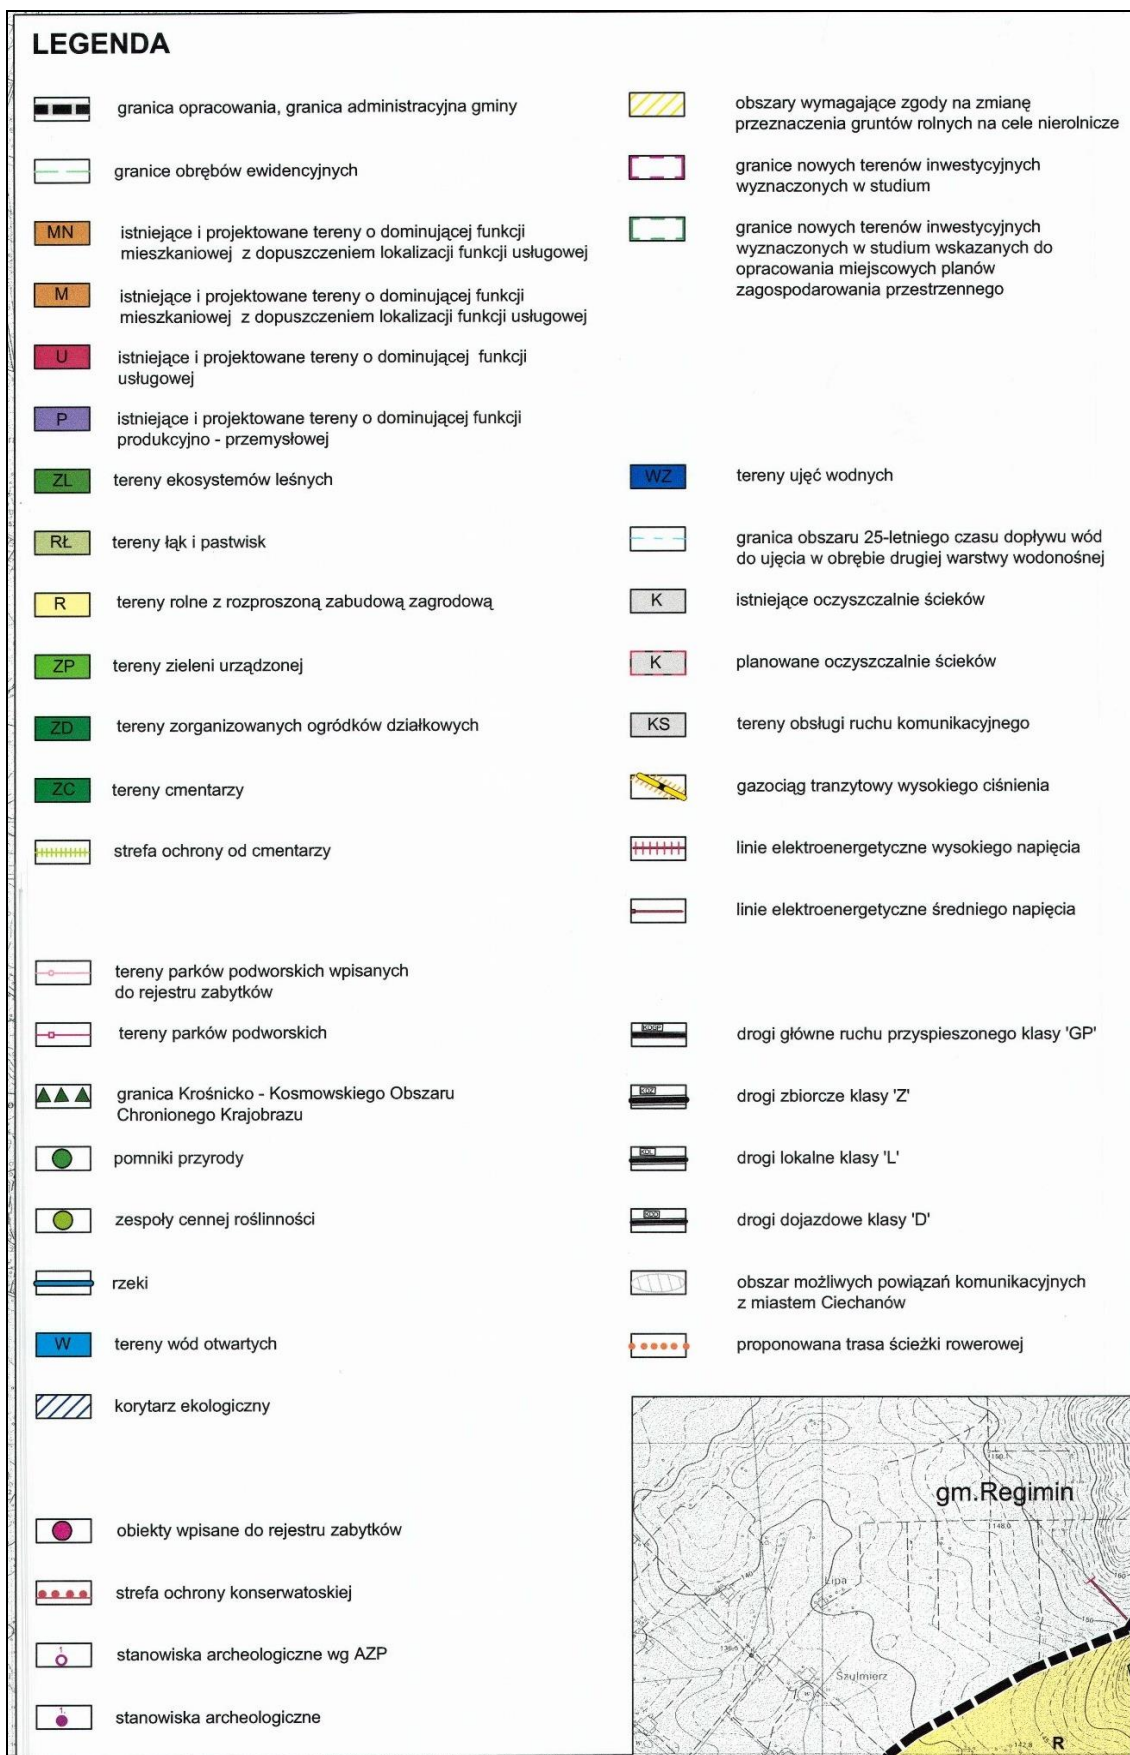 LEGENDA
granica opracowania, granica administracyjna gminy
granice obrębów ewidencyjnych
MN
istniejące i projektowane tereny o dominującej funkcji
mieszkaniowej z dopuszczeniem lokalizacji funkcji usługowej
M
istniejące i projektowane tereny o dominującej funkcji
mieszkaniowej z dopuszczeniem lokalizacji funkcji usługowej
U
istniejące i projektowane tereny o dominującej funkcji
usługowej
P
istniejące i projektowane tereny o dominującej funkcji
produkcyjno - przemysłowej
ZL
tereny ekosystemów leśnych
RŁ
tereny łąk i pastwisk
R
tereny rolne z rozproszoną zabudową zagrodową
ZP
tereny zieleni urządzonej
ZD
tereny zorganizowanych ogródków działkowych
ZC
tereny cmentarzy
strefa ochrony od cmentarzy
tereny parków podworskich wpisanych
do rejestru zabytków
tereny parków podworskich
granica Krośnicko - Kosmowskiego Obszaru
Chronionego Krajobrazu
pomniki przyrody
zespoły cennej roślinności
rzeki
W
tereny wód otwartych
korytarz ekologiczny
obiekty wpisane do rejestru zabytków
strefa ochrony konserwatoskiej
stanowiska archeologiczne wg AZP
stanowiska archeologiczne
obszary wymagające zgody na zmianę
przeznaczenia gruntów rolnych na cele nierolnicze
granice nowych terenów inwestycyjnych
wyznaczonych w studium
granice nowych terenów inwestycyjnych
wyznaczonych w studium wskazanych do
opracowania miejscowych planów
zagospodarowania przestrzennego
WZ
tereny ujęć wodnych
granica obszaru 25-letniego czasu dopływu wód
do ujęcia w obrębie drugiej warstwy wodonośnej
K
istniejące oczyszczalnie ścieków
K
planowane oczyszczalnie ścieków
KS
tereny obsługi ruchu komunikacyjnego
gazociąg tranzytowy wysokiego ciśnienia
linie elektroenergetyczne wysokiego napięcia
linie elektroenergetyczne średniego napięcia
KDGP
drogi główne ruchu przyspieszonego klasy 'GP'
KDZ
drogi zbiorcze klasy 'Z'
KDL
drogi lokalne klasy 'L'
KDD
drogi dojazdowe klasy 'D'
obszar możliwych powiązań komunikacyjnych
z miastem Ciechanów
proponowana trasa ścieżki rowerowej
gm.Regimin
148.0
Lipa
140
150
Szulmierz
142.8
R